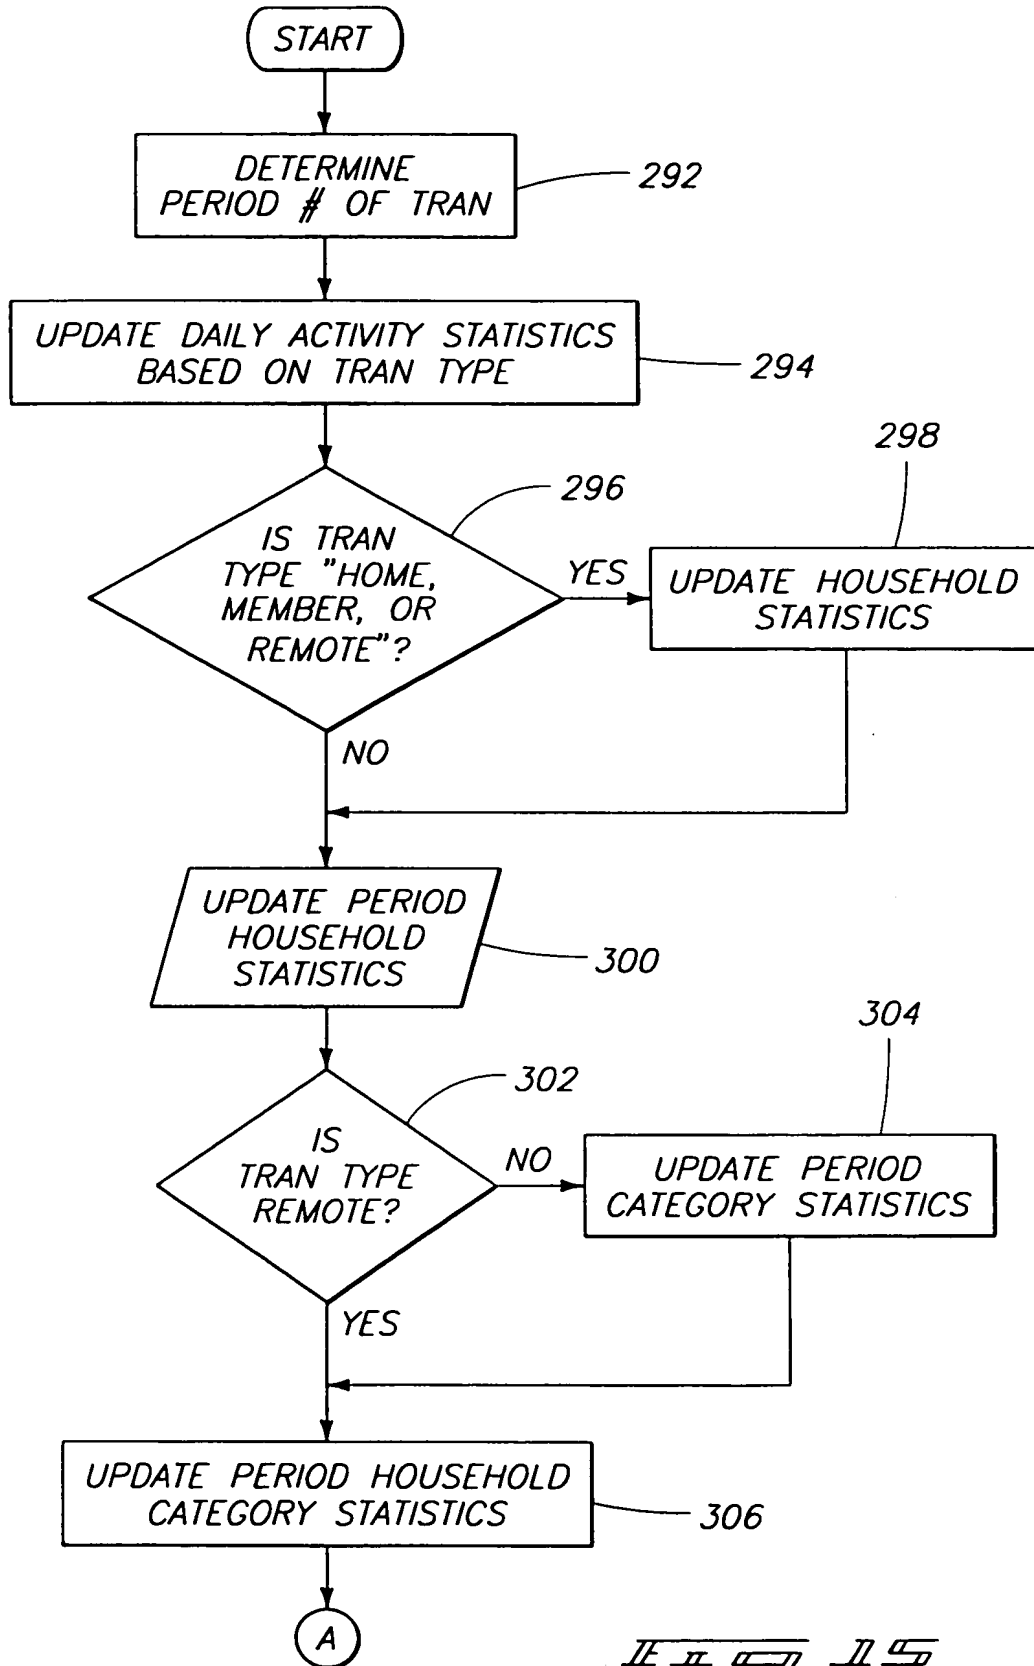 START
DETERMINE
PERIOD # OF TRAN
292
UPDATE DAILY ACTIVITY STATISTICS
BASED ON TRAN TYPE
294
296
IS TRAN
TYPE "HOME,
MEMBER, OR
REMOTE"?
YES
298
UPDATE HOUSEHOLD
STATISTICS
NO
UPDATE PERIOD
HOUSEHOLD
STATISTICS
300
302
IS
TRAN TYPE
REMOTE?
NO
304
UPDATE PERIOD
CATEGORY STATISTICS
YES
UPDATE PERIOD HOUSEHOLD
CATEGORY STATISTICS
306
A
FIG 15